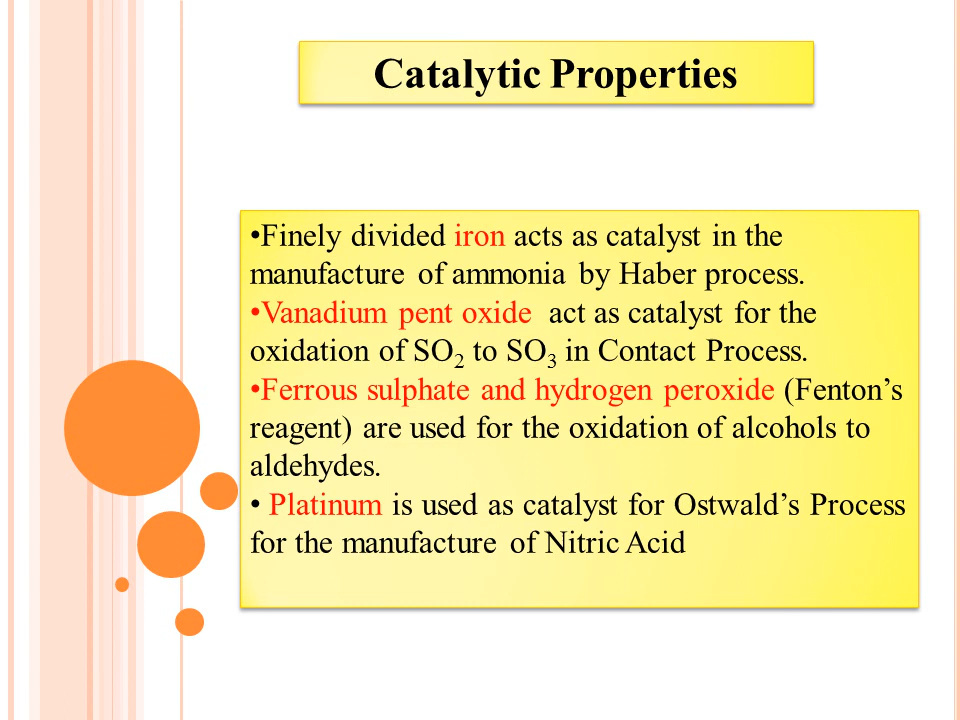 Catalytic Properties
•Finely divided iron acts as catalyst in the
manufacture of ammonia by Haber process.
•Vanadium pent oxide  act as catalyst for the
oxidation of SO₂ to SO₃ in Contact Process.
•Ferrous sulphate and hydrogen peroxide (Fenton’s
reagent) are used for the oxidation of alcohols to
aldehydes.
• Platinum is used as catalyst for Ostwald’s Process
for the manufacture of Nitric Acid